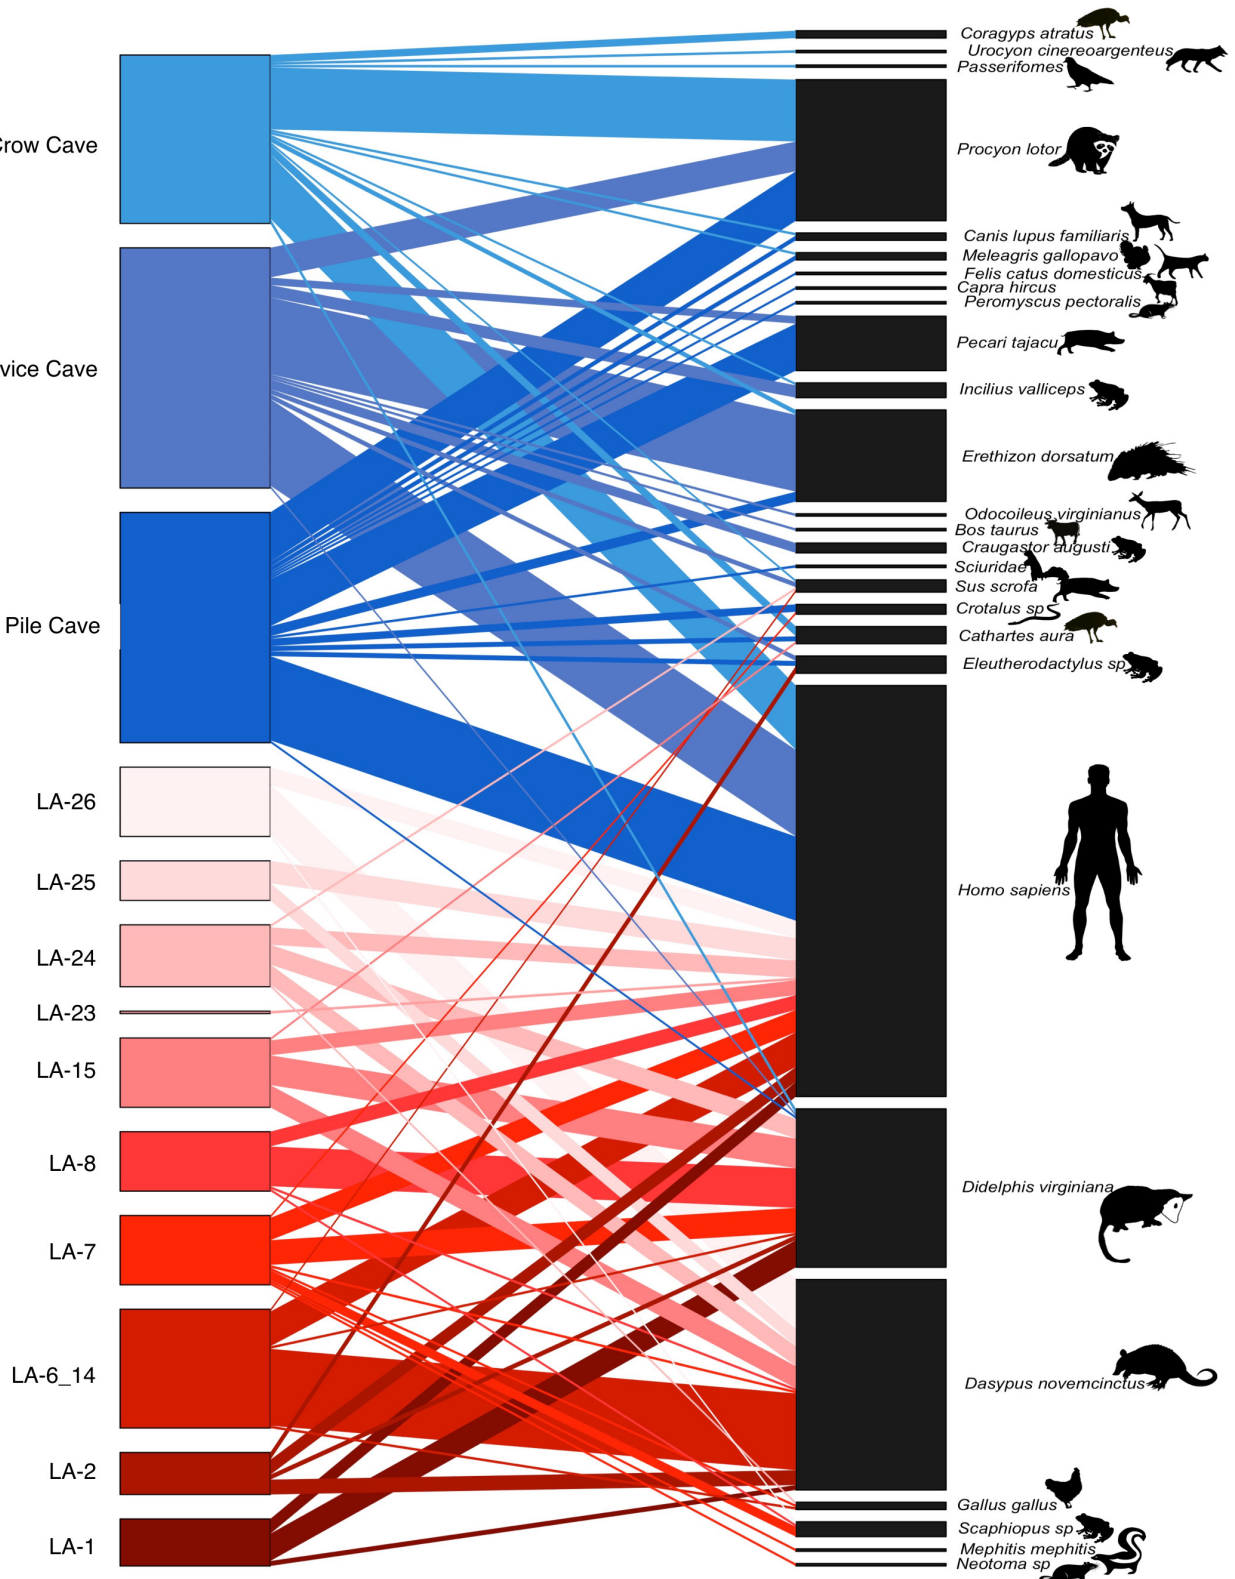 Crow Cave
vice Cave
Pile Cave
LA-26
LA-25
LA-24
LA-23
LA-15
LA-8
LA-7
LA-6_14
LA-2
LA-1
Coragyps atratus
Urocyon cinereoargenteus
Passerifomes
Procyon lotor
Canis lupus familiaris
Meleagris gallopavo
Felis catus domesticus
Capra hircus
Peromyscus pectoralis
Pecari tajacu
Incilius valliceps
Erethizon dorsatum
Odocoileus virginianus
Bos taurus
Craugastor augusti
Sciuridae
Sus scrofa
Crotalus sp
Cathartes aura
Eleutherodactylus sp
Homo sapiens
Didelphis virginiana
Dasypus novemcinctus
Gallus gallus
Scaphiopus sp
Mephitis mephitis
Neotoma sp